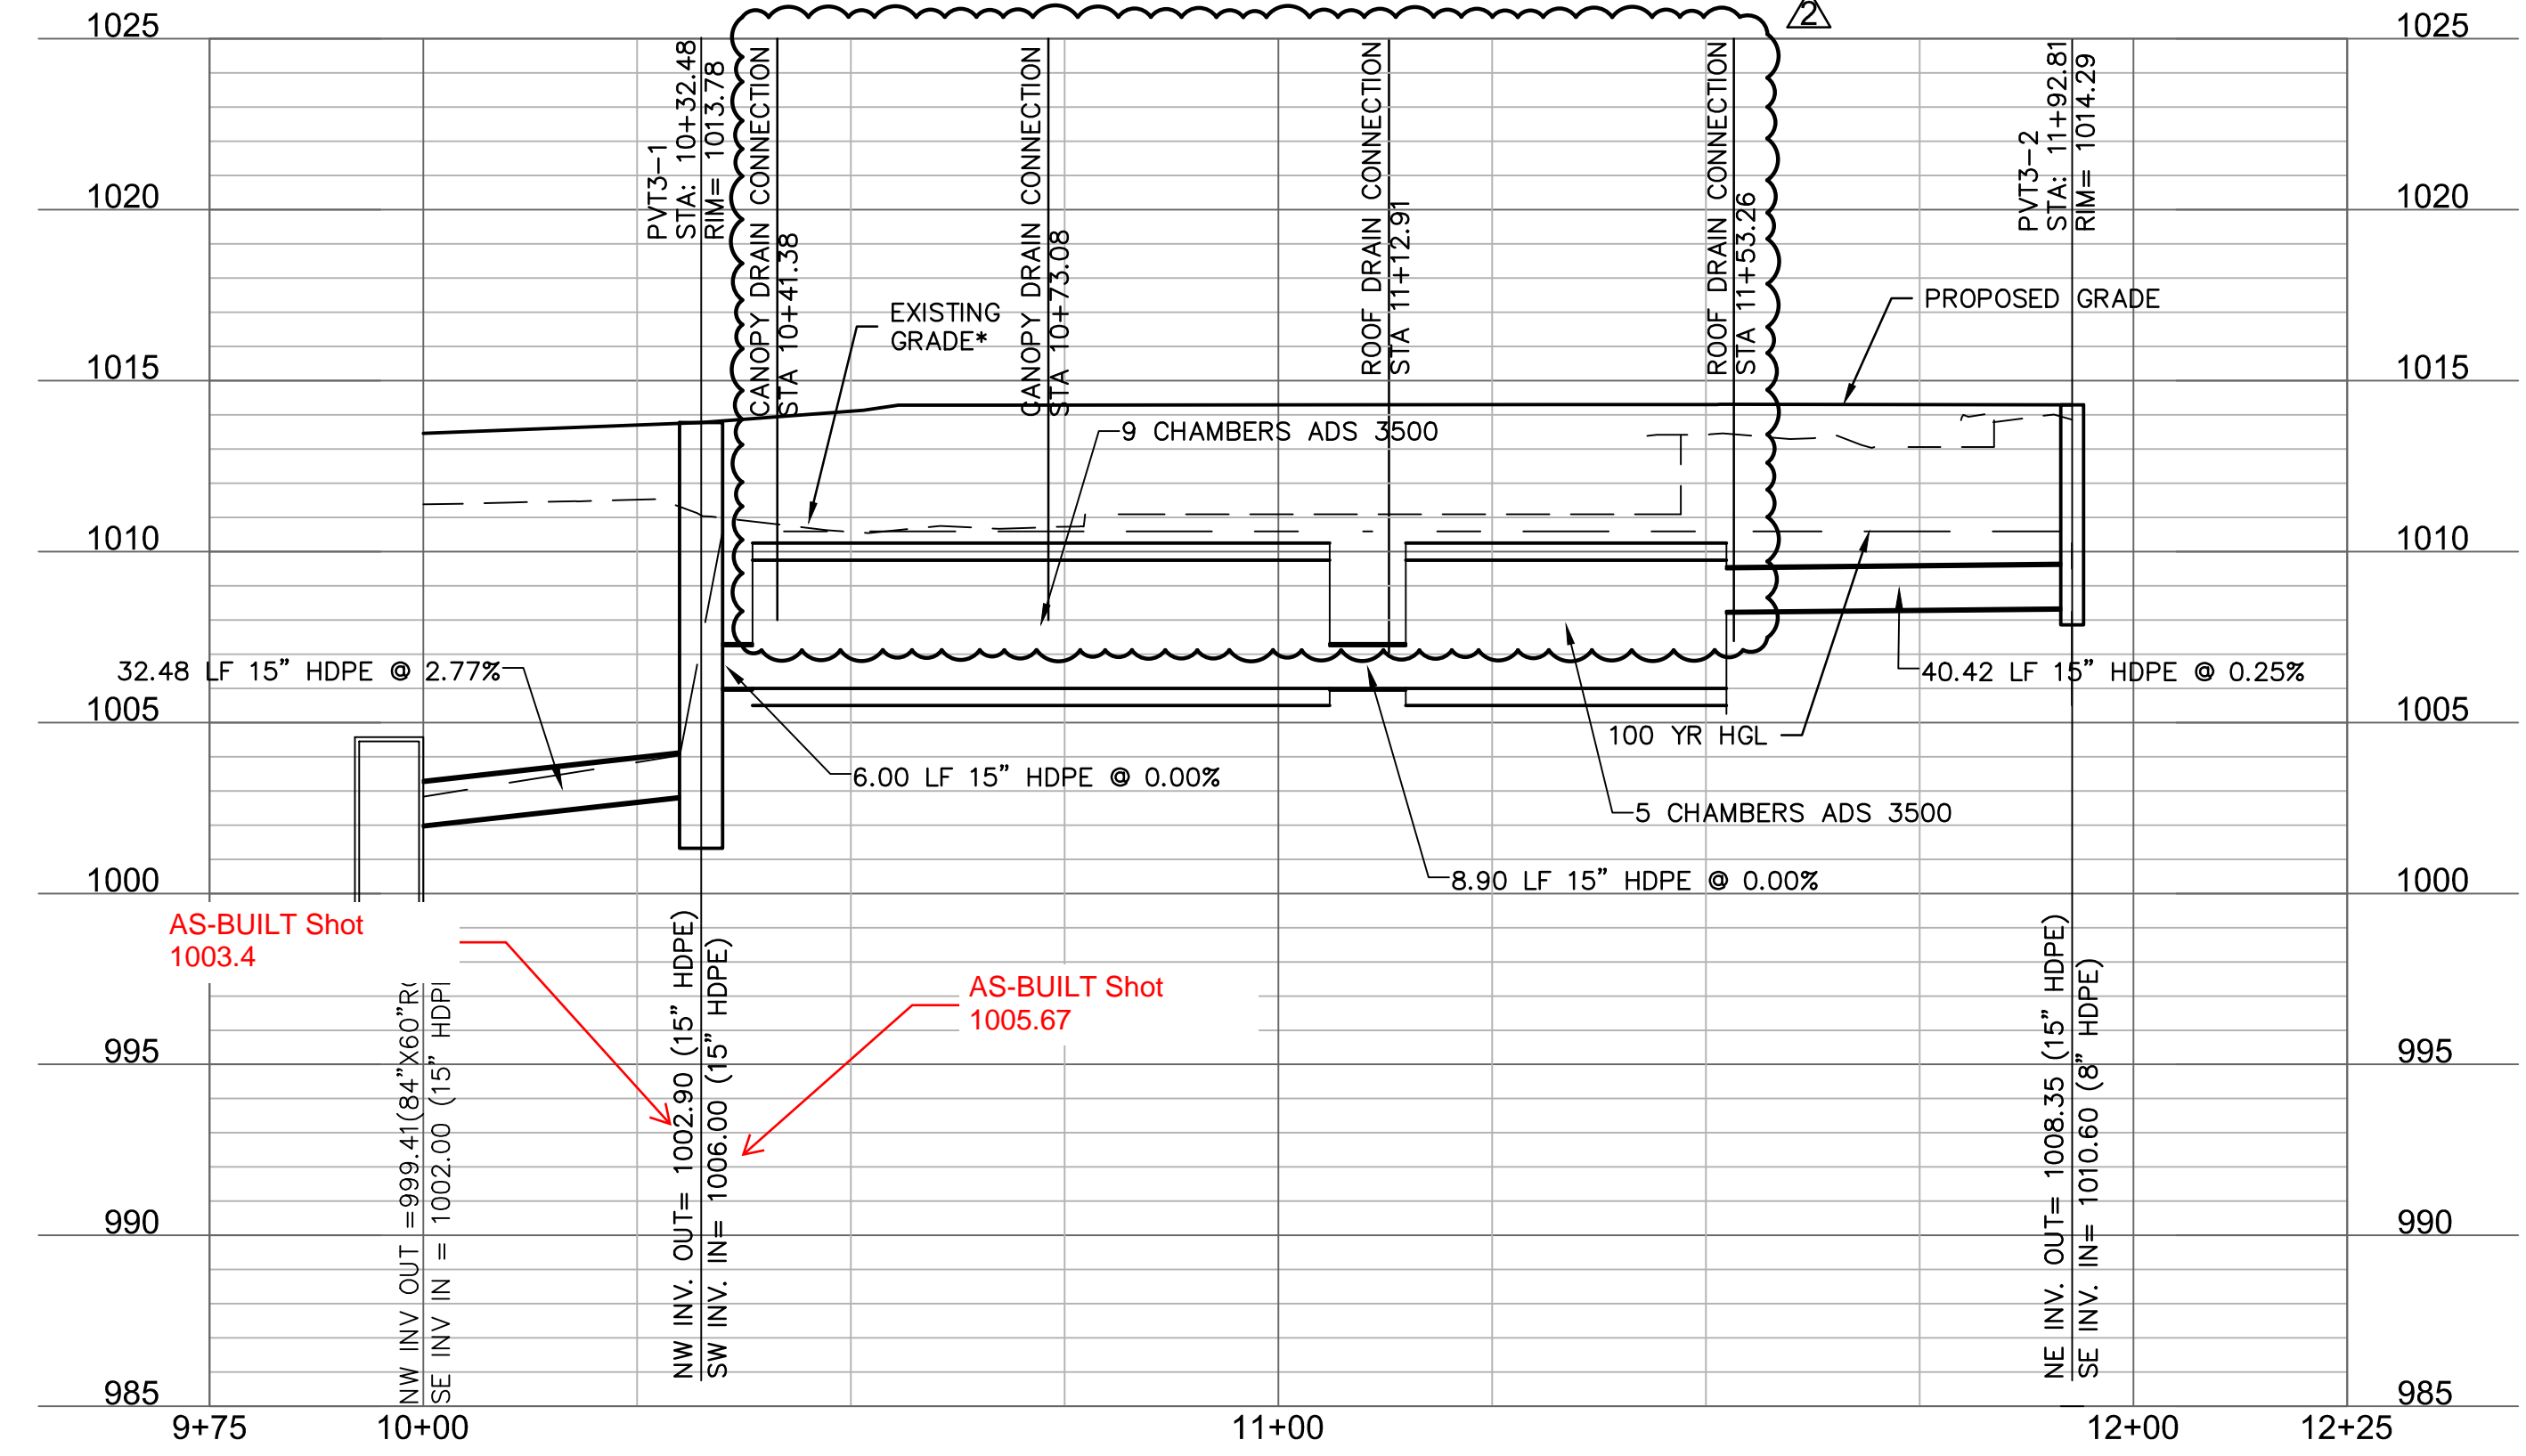 2
1025
1025
PVT3-1
STA: 10+32.48
RIM= 1013.78
CANOPY DRAIN CONNECTION
STA 10+41.38
CANOPY DRAIN CONNECTION
STA 10+73.08
ROOF DRAIN CONNECTION
STA 11+12.91
ROOF DRAIN CONNECTION
STA 11+53.26
PVT3-2
STA: 11+92.81
RIM= 1014.29
1020
1020
EXISTING
GRADE*
PROPOSED GRADE
1015
1015
9 CHAMBERS ADS 3500
1010
1010
32.48 LF 15" HDPE @ 2.77%
40.42 LF 15" HDPE @ 0.25%
1005
1005
100 YR HGL
6.00 LF 15" HDPE @ 0.00%
5 CHAMBERS ADS 3500
8.90 LF 15" HDPE @ 0.00%
1000
1000
AS-BUILT Shot
1003.4
AS-BUILT Shot
1005.67
NW INV OUT =999.41(84"X60"
SE INV IN = 1002.00 (15"
NW INV. OUT= 1002.90 (15" HDPE)
SW INV. IN= 1006.00 (15" HDPE)
NE INV. OUT= 1008.35 (15" HDPE)
SE INV. IN= 1010.60 (8" HDPE)
995
995
990
990
985
985
9+75
10+00
11+00
12+00
12+25